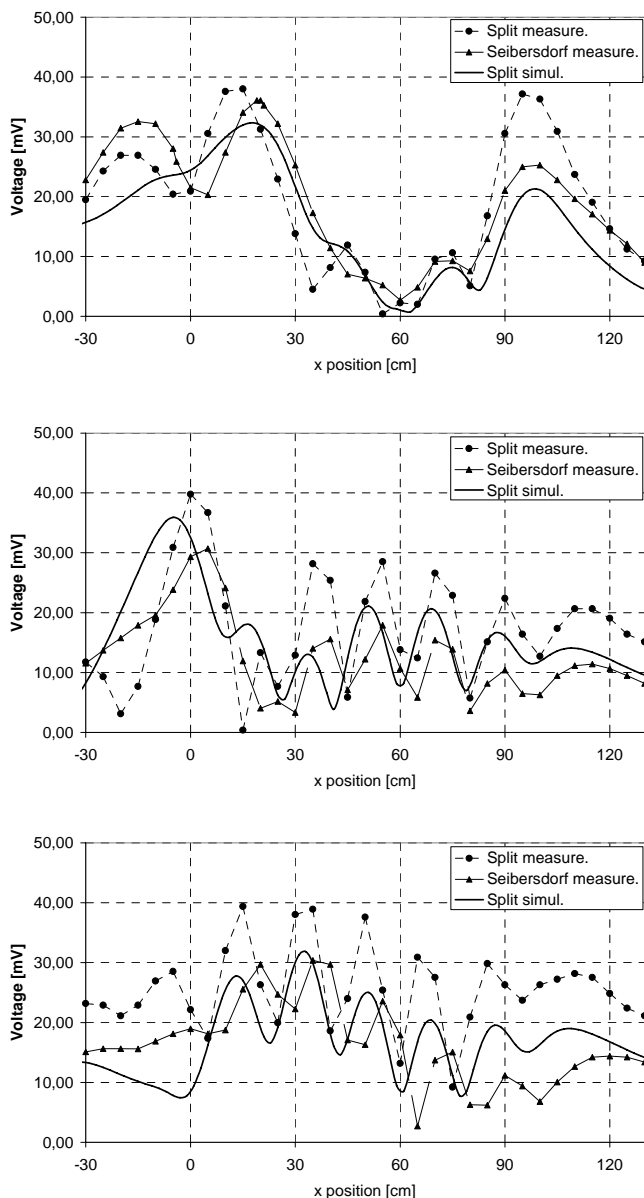 50,00
40,00
30,00
20,00
10,00
0,00
Voltage [mV]
-30 0 30 60 90 120
x position [cm]
Split measure.
Seibersdorf measure.
Split simul.
50,00
40,00
30,00
20,00
10,00
0,00
Voltage [mV]
-30 0 30 60 90 120
x position [cm]
Split measure.
Seibersdorf measure.
Split simul.
50,00
40,00
30,00
20,00
10,00
0,00
Voltage [mV]
-30 0 30 60 90 120
x position [cm]
Split measure.
Seibersdorf measure.
Split simul.